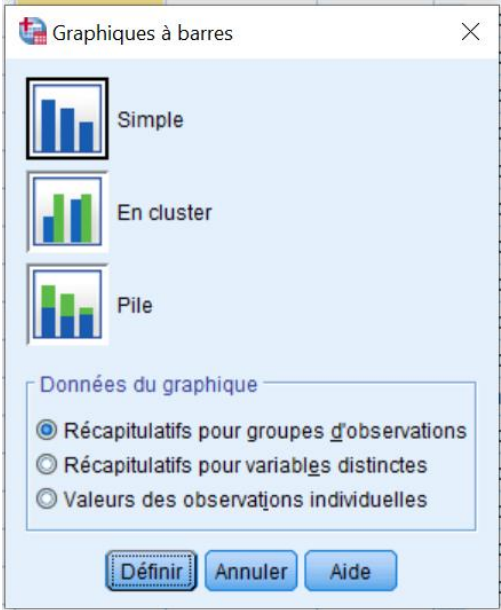 Graphiques à barres
Simple
En cluster
Pile
Données du graphique
Récapitulatifs pour groupes d'observations
Récapitulatifs pour variables distinctes
Valeurs des observations individuelles
Définir Annuler Aide